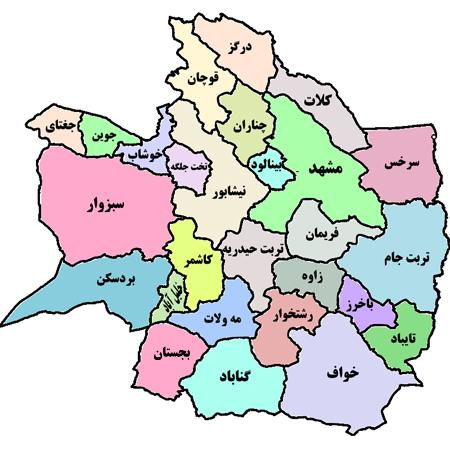 درگز
قوچان
کلات
چناران
جغتای
جوین
خوشاب
تخت جلگه
بینالود
مشهد
سرخس
نیشابور
سبزوار
فریمان
تربت حیدریه
تربت جام
کاشمر
بردسکن
زاوه
خلیل آباد
باخرز
مه ولات
رشتخوار
تایباد
بجستان
گناباد
خواف